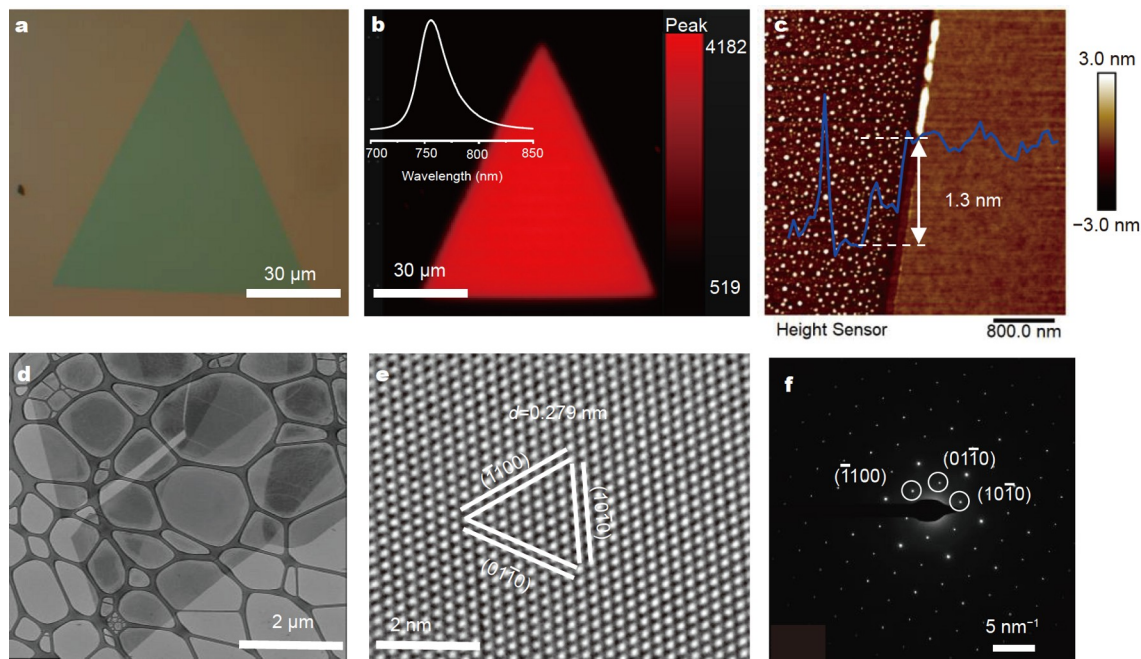 a
30 μm
b
Peak
4182
519
700 750 800 850
Wavelength (nm)
30 μm
c
3.0 nm
−3.0 nm
1.3 nm
Height Sensor
800.0 nm
d
2 μm
e
d=0.279 nm
(1̅100)
(101̅0)
(011̅0)
2 nm
f
(011̅0)
(1̅100)
(101̅0)
5 nm⁻¹